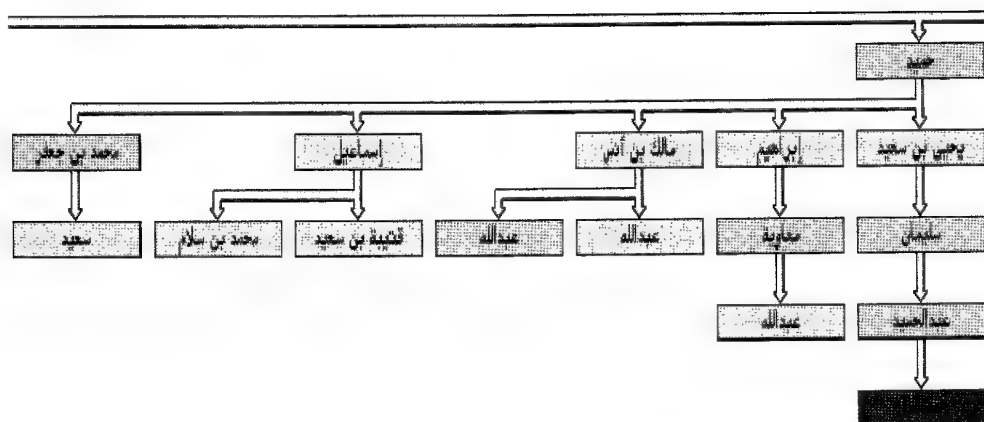 حميد
يحيى بن سعيد
إبراهيم
مالك بن أنس
إسماعيل
محمد بن جعفر
سليمان
معاوية
عبدالله
عبدالله
قتيبة بن سعيد
محمد بن سلام
سعيد
عبدالحميد
عبدالله